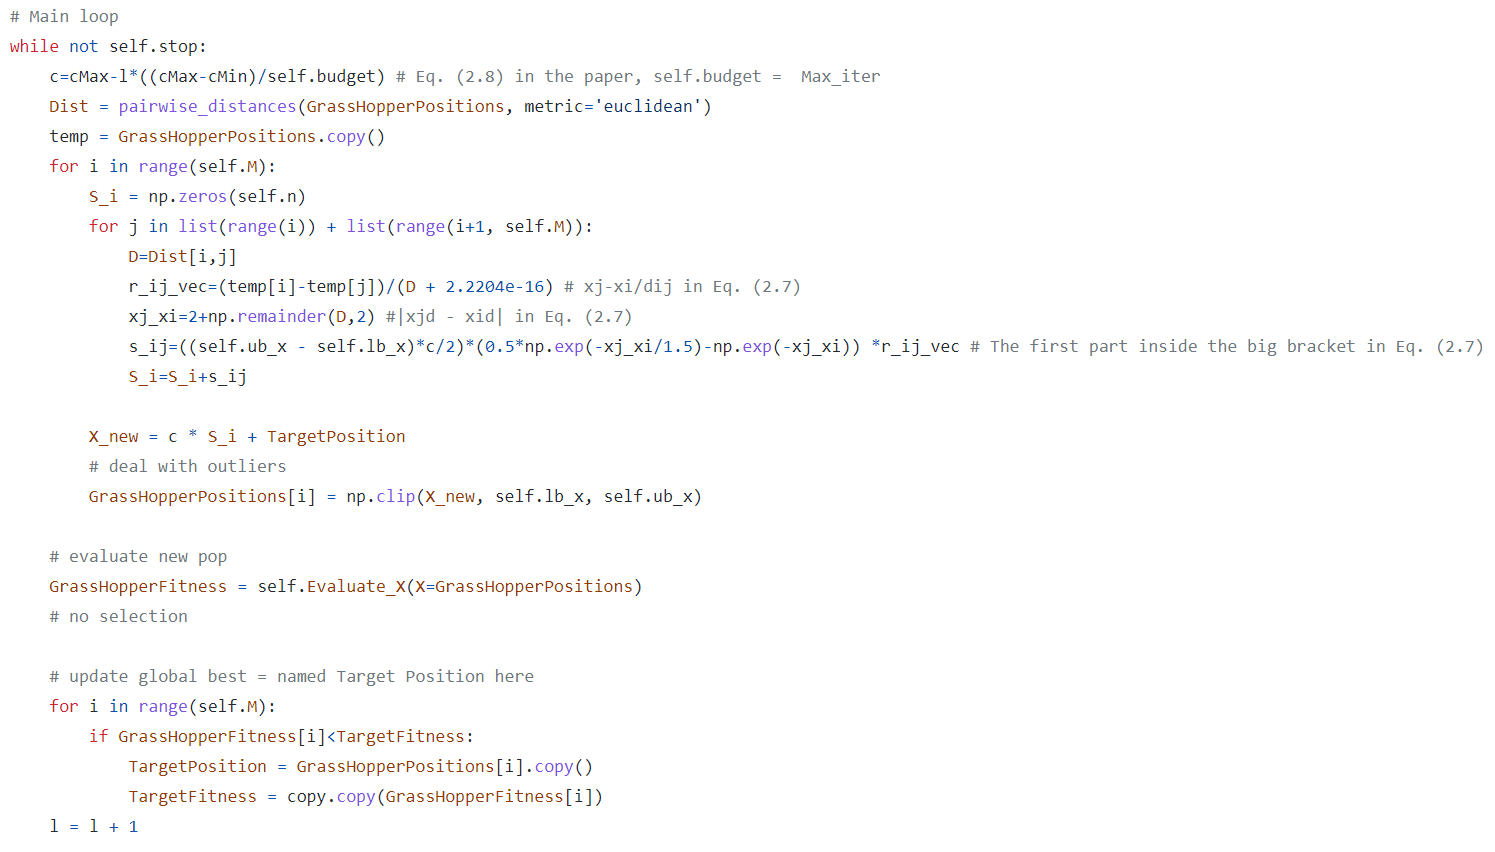 # Main loop
while not self.stop:
    c=cMax-l*((cMax-cMin)/self.budget) # Eq. (2.8) in the paper, self.budget =  Max_iter
    Dist = pairwise_distances(GrassHopperPositions, metric='euclidean')
    temp = GrassHopperPositions.copy()
    for i in range(self.M):
        S_i = np.zeros(self.n)
        for j in list(range(i)) + list(range(i+1, self.M)):
            D=Dist[i,j]
            r_ij_vec=(temp[i]-temp[j])/(D + 2.2204e-16) # xj-xi/dij in Eq. (2.7)
            xj_xi=2+np.remainder(D,2) #|xjd - xid| in Eq. (2.7)
            s_ij=((self.ub_x - self.lb_x)*c/2)*(0.5*np.exp(-xj_xi/1.5)-np.exp(-xj_xi)) *r_ij_vec # The first part inside the big bracket in Eq. (2.7)
            S_i=S_i+s_ij

        X_new = c * S_i + TargetPosition
        # deal with outliers
        GrassHopperPositions[i] = np.clip(X_new, self.lb_x, self.ub_x)

    # evaluate new pop
    GrassHopperFitness = self.Evaluate_X(X=GrassHopperPositions)
    # no selection

    # update global best = named Target Position here
    for i in range(self.M):
        if GrassHopperFitness[i]<TargetFitness:
            TargetPosition = GrassHopperPositions[i].copy()
            TargetFitness = copy.copy(GrassHopperFitness[i])
    l = l + 1